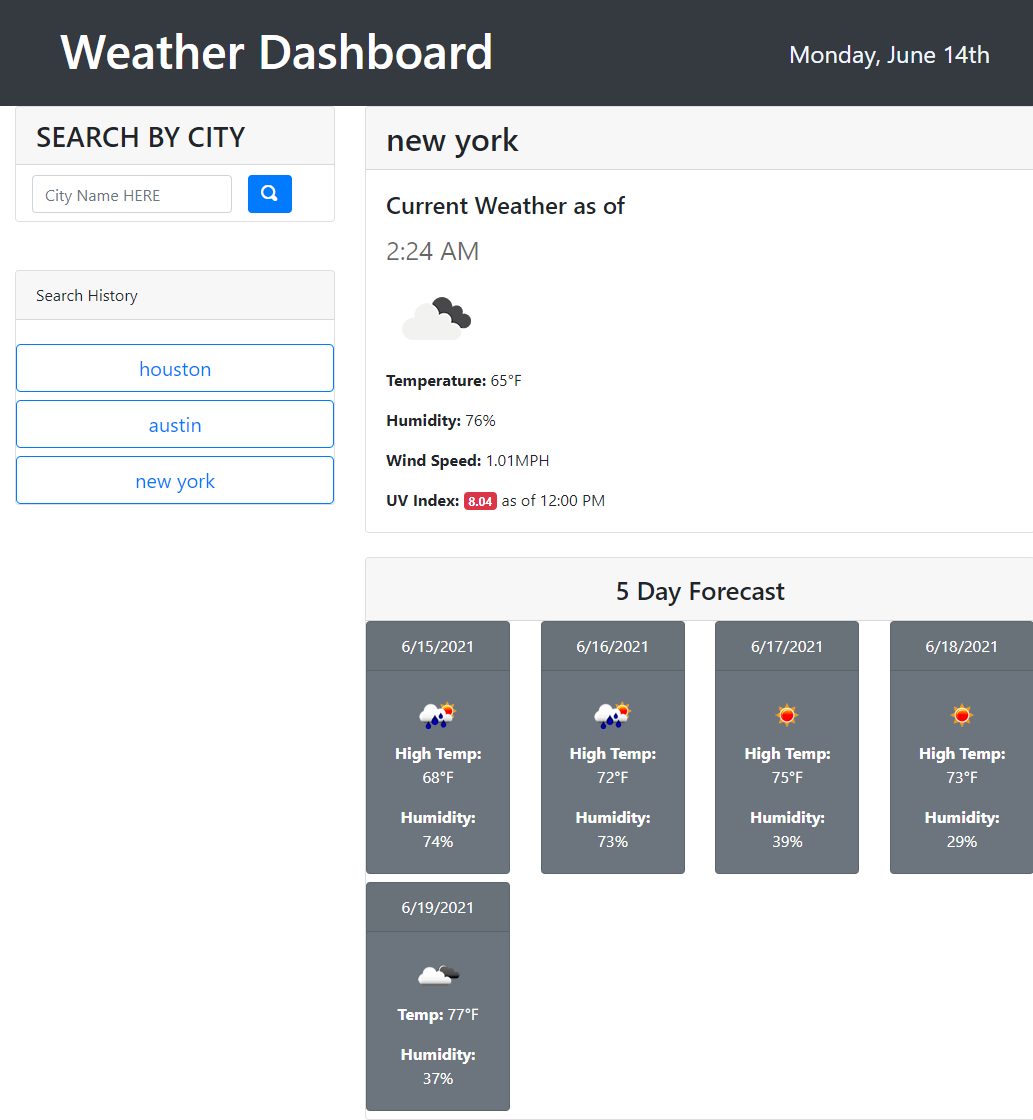 Weather Dashboard
Monday, June 14th
SEARCH BY CITY
City Name HERE
Search History
houston
austin
new york
new york
Current Weather as of
2:24 AM
Temperature: 65°F
Humidity: 76%
Wind Speed: 1.01MPH
UV Index: 8.04 as of 12:00 PM
5 Day Forecast
6/15/2021
High Temp:
68°F
Humidity:
74%
6/16/2021
High Temp:
72°F
Humidity:
73%
6/17/2021
High Temp:
75°F
Humidity:
39%
6/18/2021
High Temp:
73°F
Humidity:
29%
6/19/2021
Temp: 77°F
Humidity:
37%